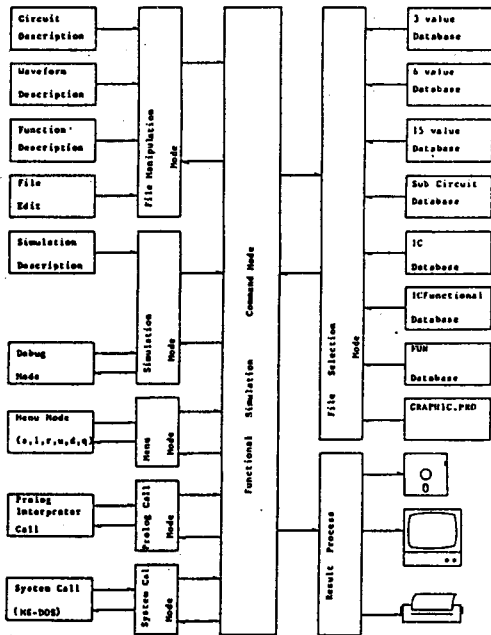 Circuit
Description
Waveform
Description
Function
Description
File
Edit
Simulation
Description
Debug
Mode
Menu Mode
(s,l,r,u,d,q)
Prolog
Interpreter
Call
System Call
(MS-DOS)
File Manipulation
Mode
Simulation
Mode
Menu
Mode
Prolog Call
Mode
System Call
Mode
Functional Simulation Command Mode
File Selection
Mode
Result Process
3 value
Database
6 value
Database
15 value
Database
Sub Circuit
Database
IC
Database
ICFunctional
Database
FUN
Database
GRAPHIC.PRO